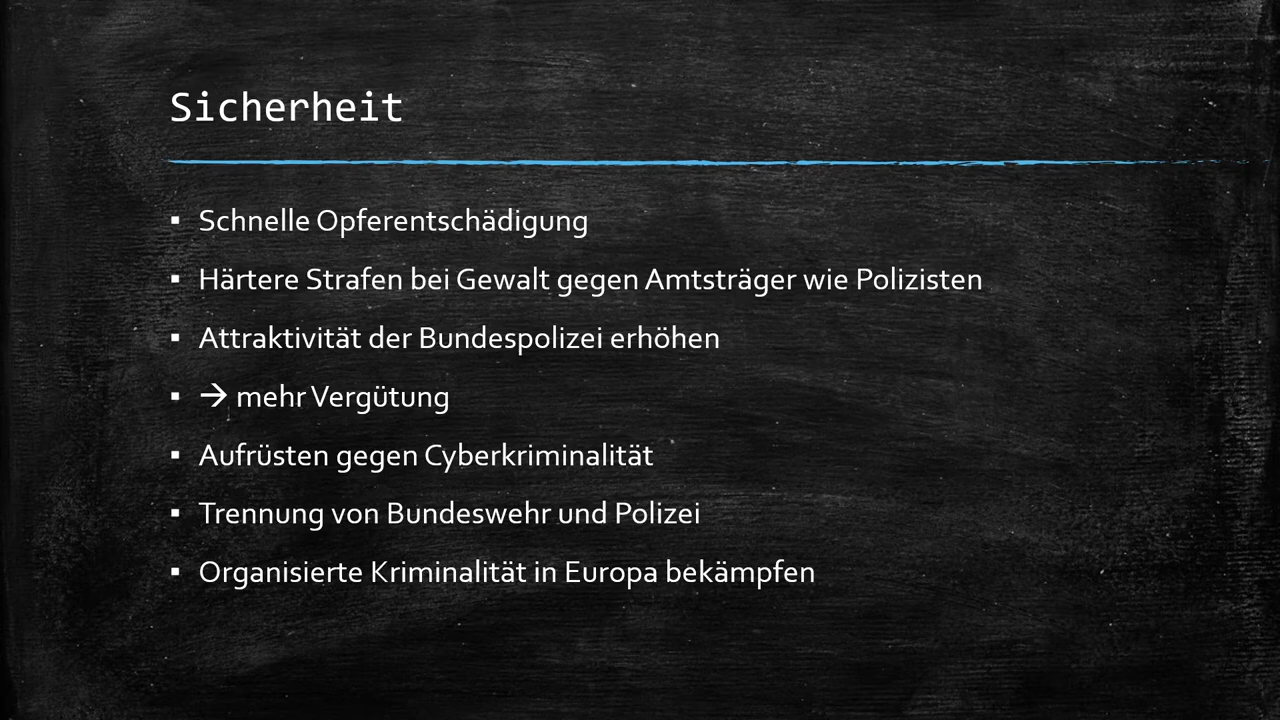 Sicherheit
▪ Schnelle Opferentschädigung
▪ Härtere Strafen bei Gewalt gegen Amtsträger wie Polizisten
▪ Attraktivität der Bundespolizei erhöhen
▪ → mehr Vergütung
▪ Aufrüsten gegen Cyberkriminalität
▪ Trennung von Bundeswehr und Polizei
▪ Organisierte Kriminalität in Europa bekämpfen